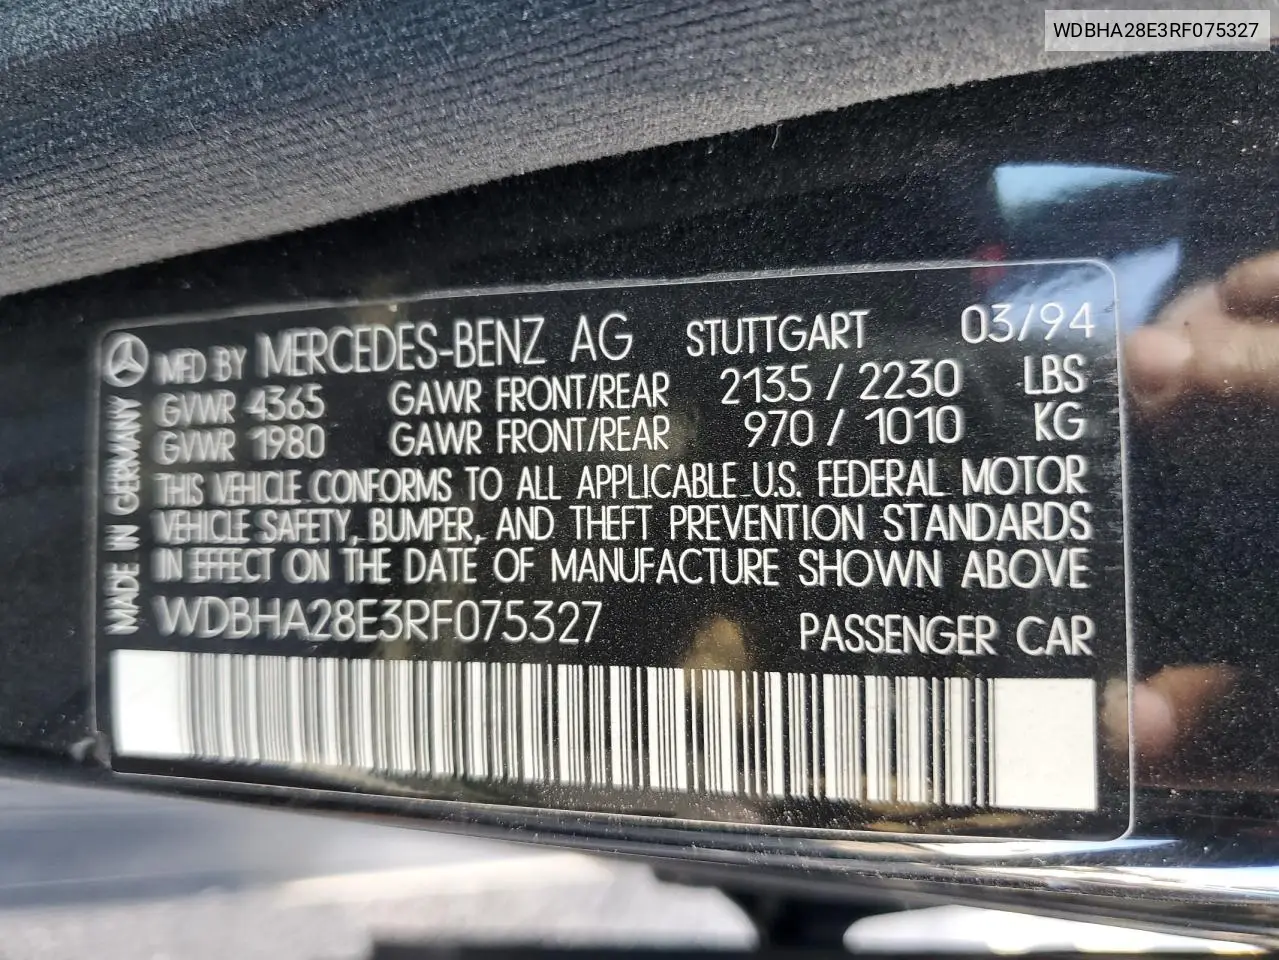 WDBHA28E3RF075327
MFD BY MERCEDES-BENZ AG STUTTGART 03/94
GVWR 4365 GAWR FRONT/REAR 2135 / 2230 LBS
GVWR 1980 GAWR FRONT/REAR 970 / 1010 KG
THIS VEHICLE CONFORMS TO ALL APPLICABLE U.S. FEDERAL MOTOR
VEHICLE SAFETY, BUMPER, AND THEFT PREVENTION STANDARDS
IN EFFECT ON THE DATE OF MANUFACTURE SHOWN ABOVE
WDBHA28E3RF075327 PASSENGER CAR
MADE IN GERMANY